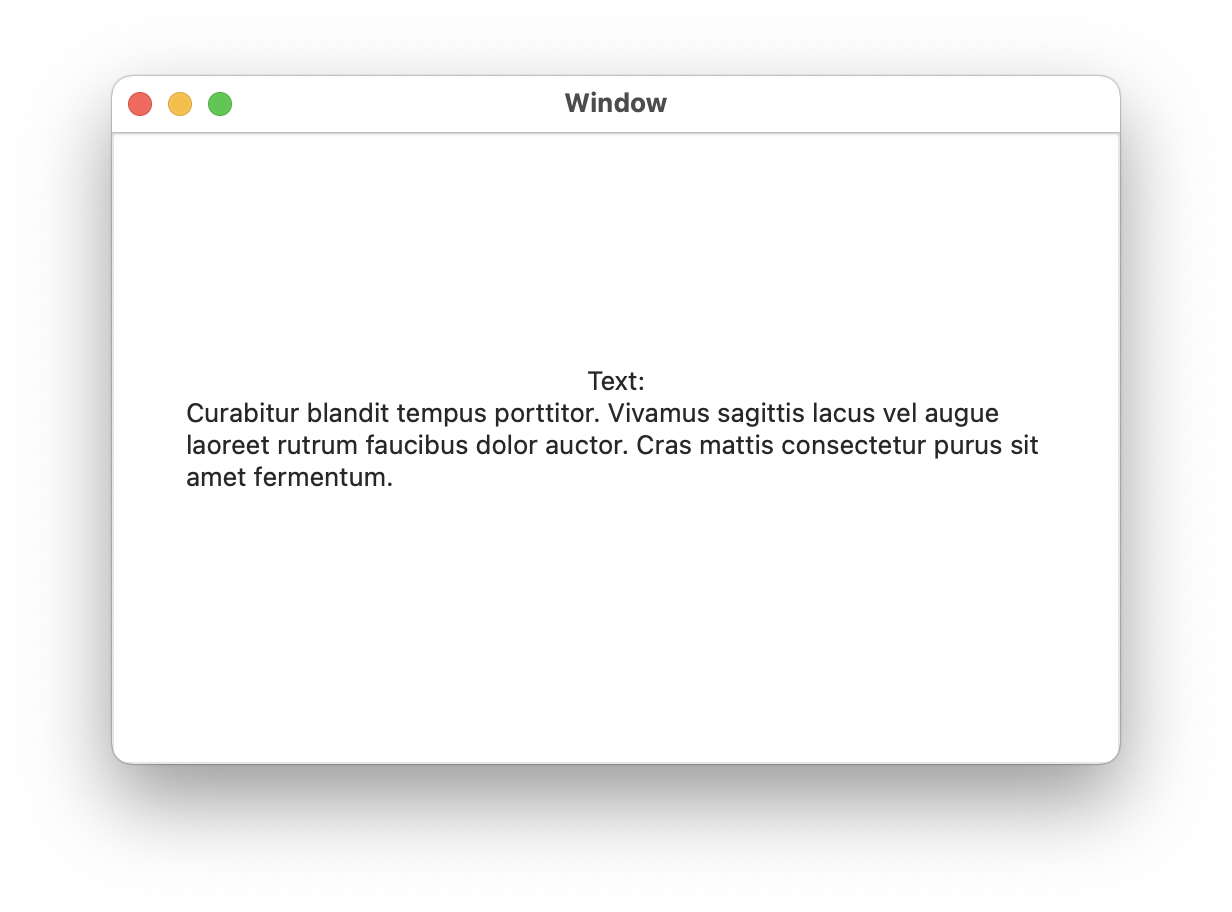 Window
Text:
Curabitur blandit tempus porttitor. Vivamus sagittis lacus vel augue
laoreet rutrum faucibus dolor auctor. Cras mattis consectetur purus sit
amet fermentum.